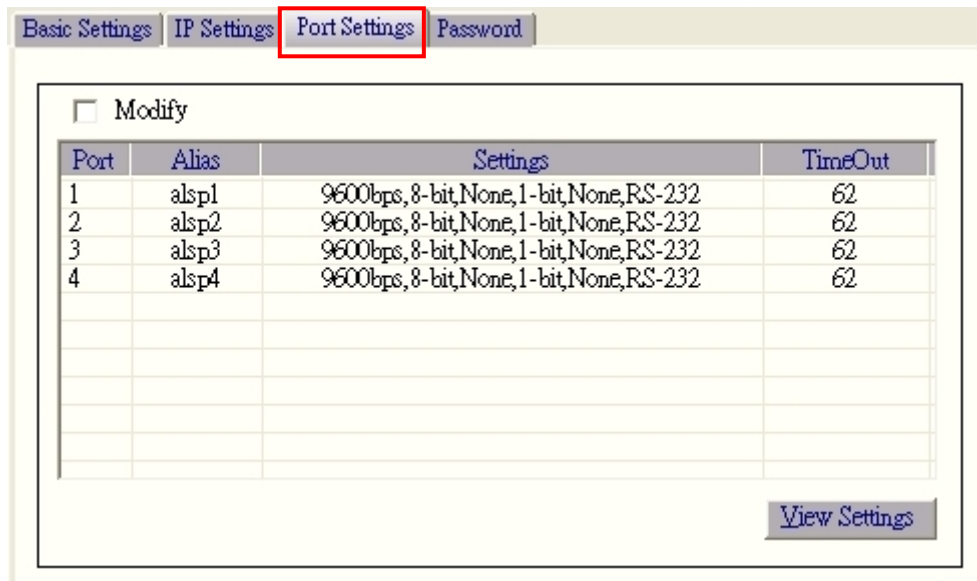 Basic Settings IP Settings Port Settings Password
Modify
Port Alias Settings TimeOut
1 alsp1 9600bps,8-bit,None,1-bit,None,RS-232 62
2 alsp2 9600bps,8-bit,None,1-bit,None,RS-232 62
3 alsp3 9600bps,8-bit,None,1-bit,None,RS-232 62
4 alsp4 9600bps,8-bit,None,1-bit,None,RS-232 62
View Settings